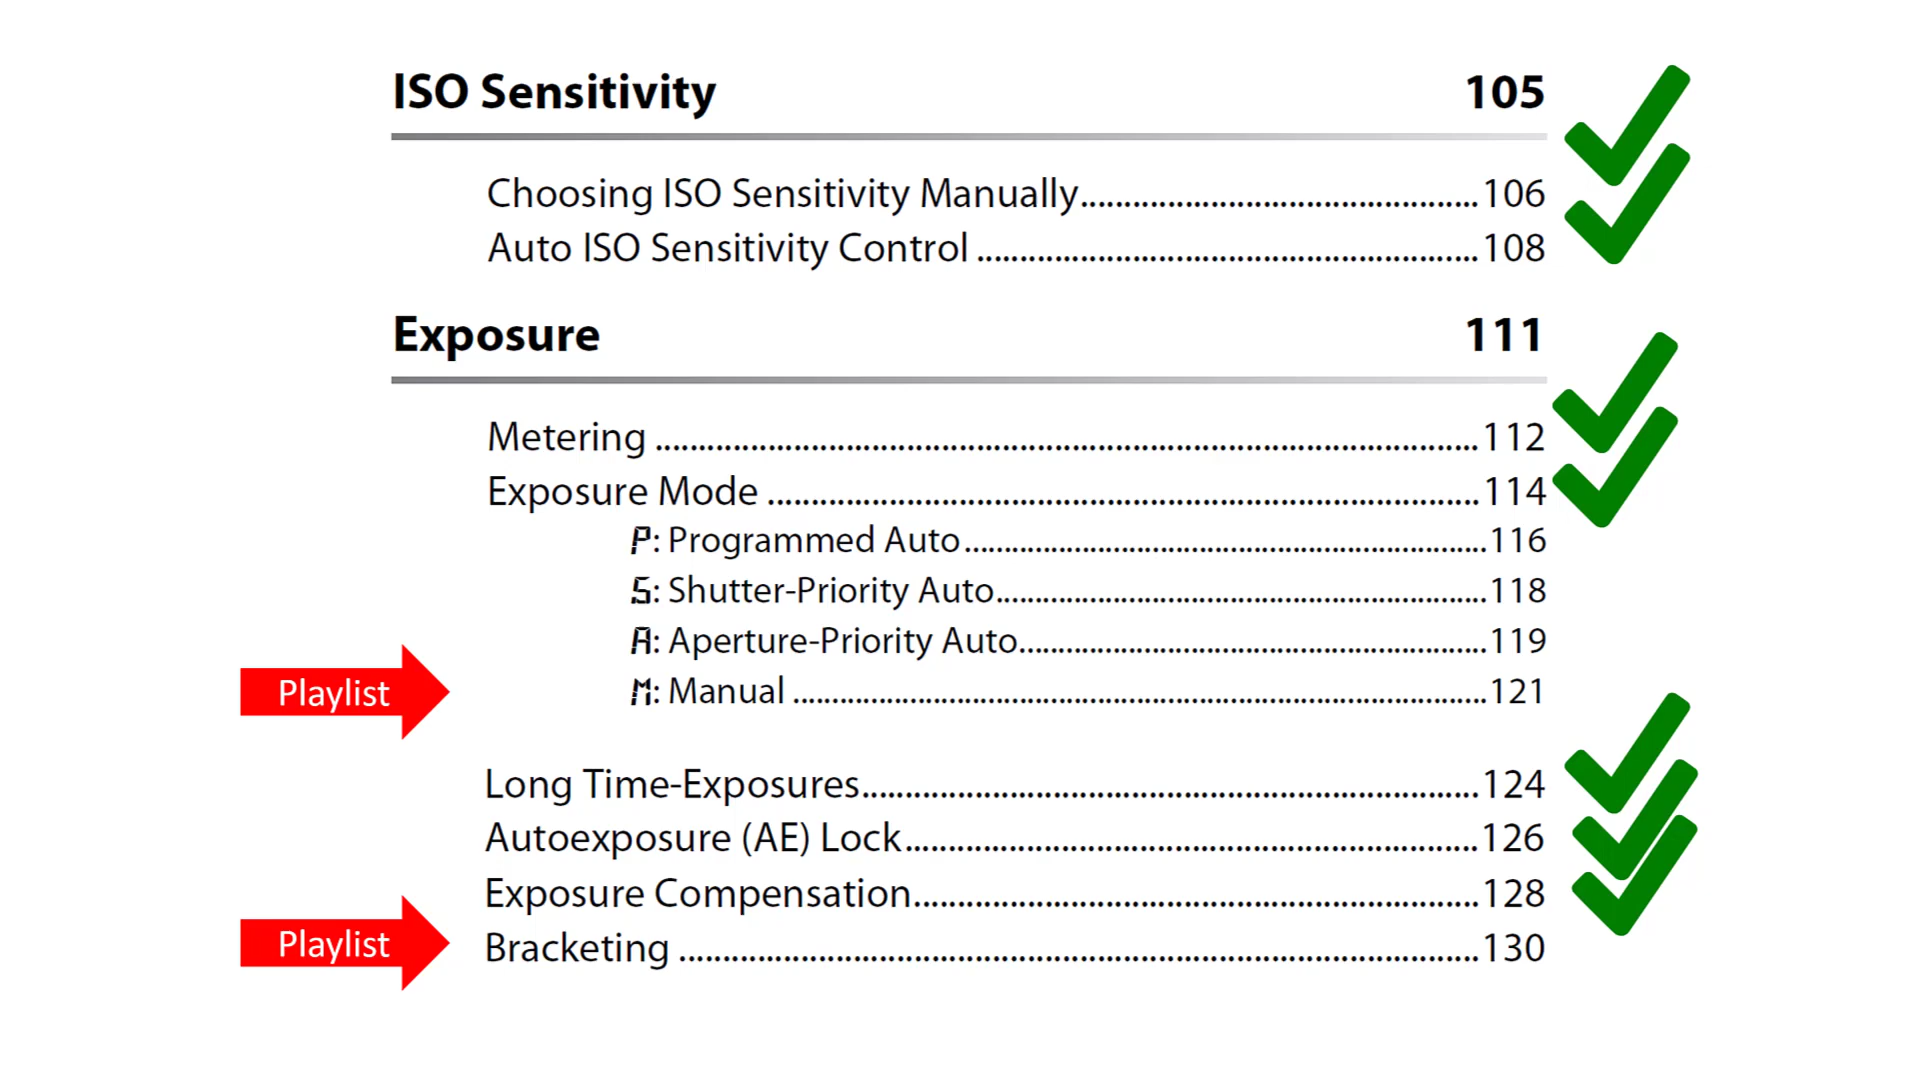 ISO Sensitivity 105
Choosing ISO Sensitivity Manually..............................................106
Auto ISO Sensitivity Control ..........................................................108
Exposure 111
Metering ................................................................................................112
Exposure Mode ...................................................................................114
P: Programmed Auto.............................................................116
S: Shutter-Priority Auto.........................................................118
A: Aperture-Priority Auto......................................................119
Playlist
M: Manual .................................................................................121
Long Time-Exposures........................................................................124
Autoexposure (AE) Lock...................................................................126
Exposure Compensation..................................................................128
Playlist
Bracketing .............................................................................................130